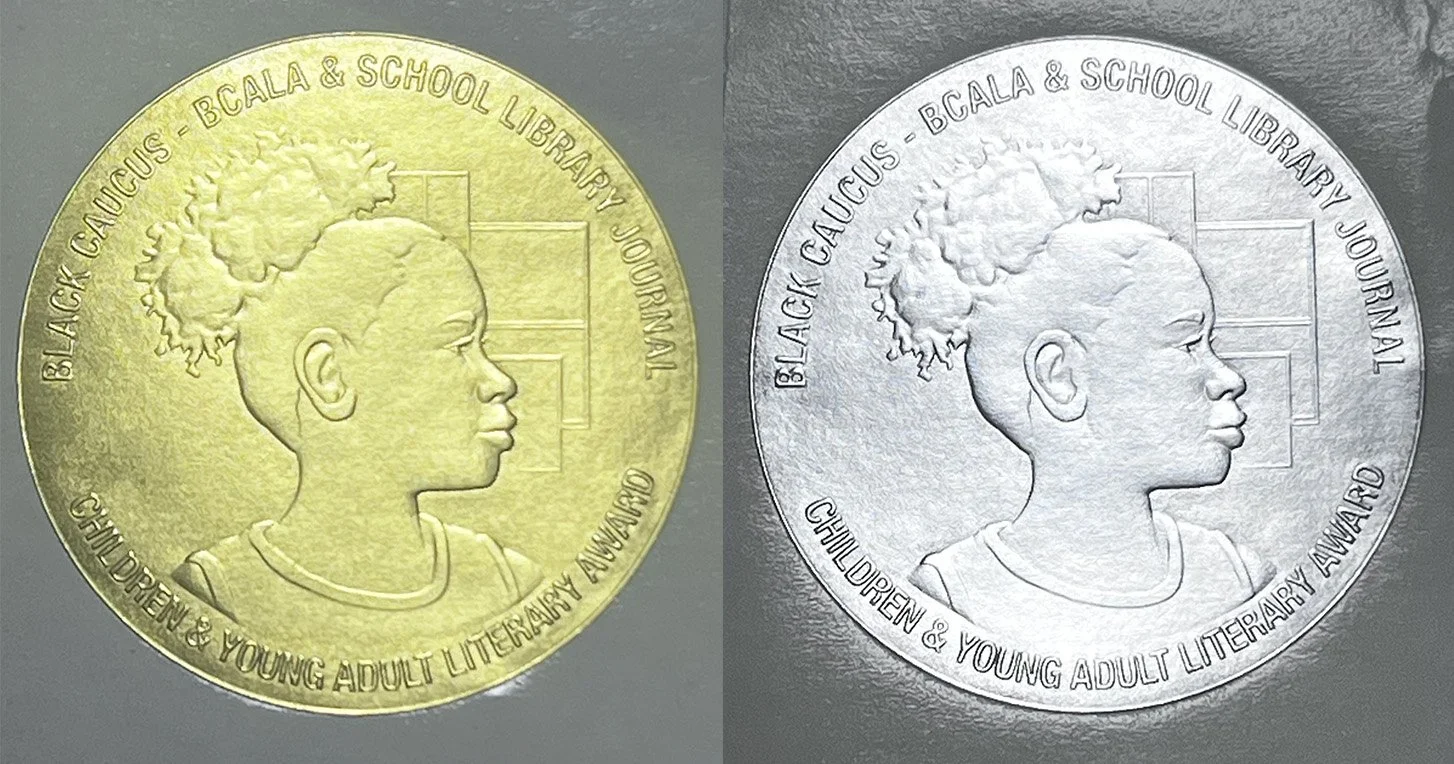 BLACK CAUCUS - BCALA & SCHOOL LIBRARY JOURNAL
CHILDREN & YOUNG ADULT LITERARY AWARD
BLACK CAUCUS - BCALA & SCHOOL LIBRARY JOURNAL
CHILDREN & YOUNG ADULT LITERARY AWARD